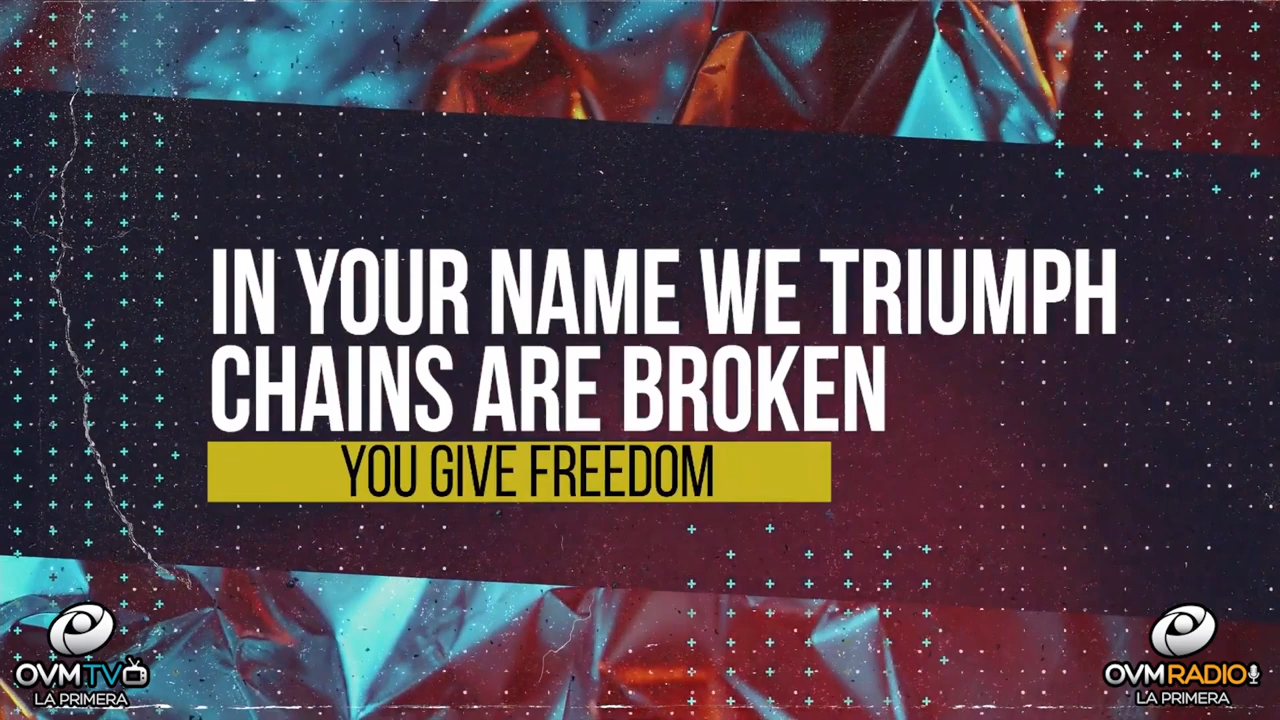 IN YOUR NAME WE TRIUMPH
CHAINS ARE BROKEN
YOU GIVE FREEDOM
OVMTV
LA PRIMERA
OVMRADIO
LA PRIMERA